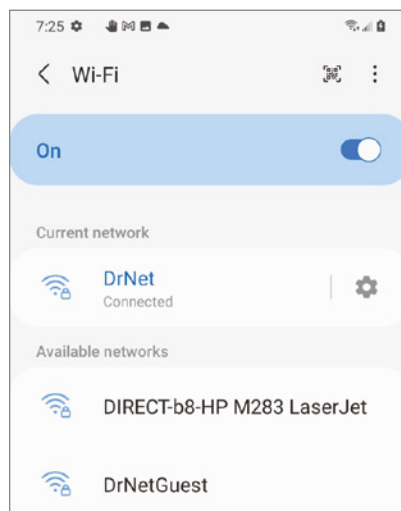 7:25
Wi-Fi
On
Current network
DrNet
Connected
Available networks
DIRECT-b8-HP M283 LaserJet
DrNetGuest